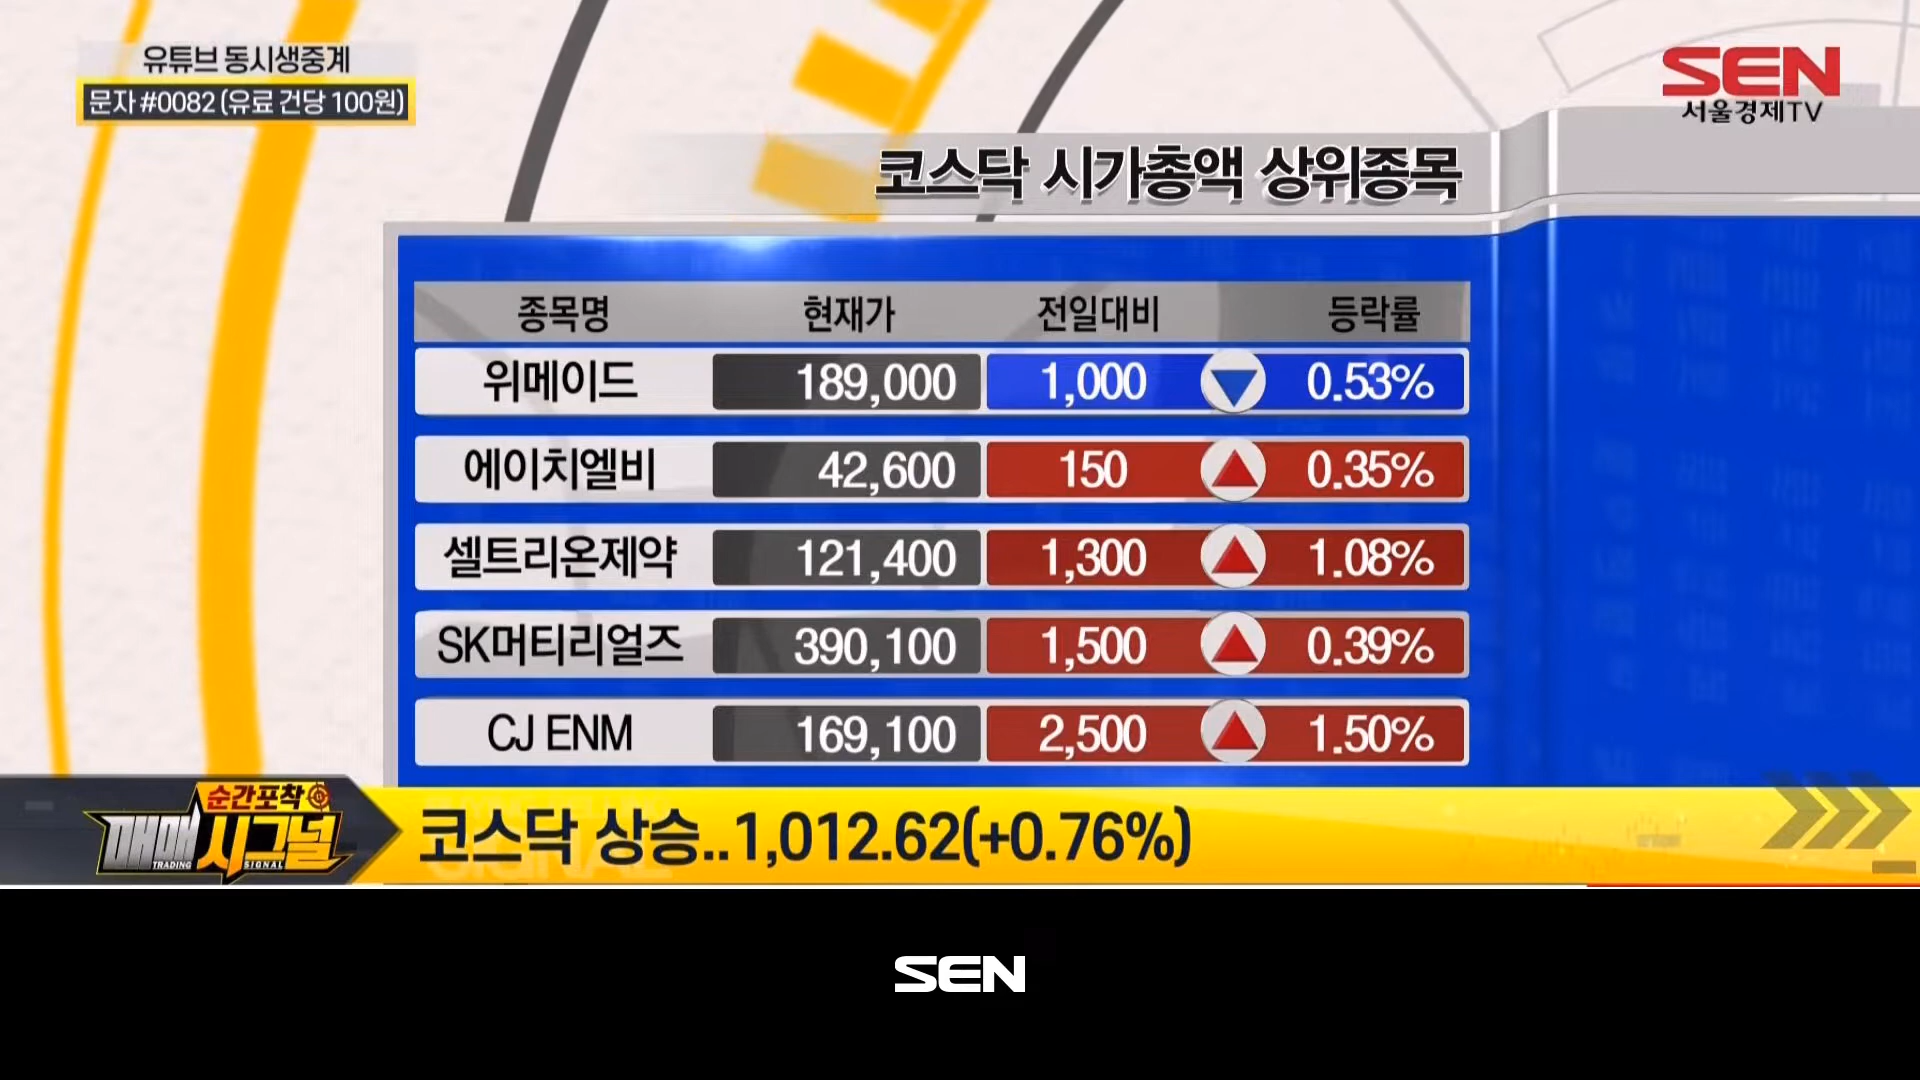 유튜브 동시생중계
문자 #0082 (유료 건당 100원)
SEN
서울경제TV
코스닥 시가총액 상위종목
종목명 현재가 전일대비 등락률
위메이드 189,000 1,000 ▼ 0.53%
에이치엘비 42,600 150 ▲ 0.35%
셀트리온제약 121,400 1,300 ▲ 1.08%
SK머티리얼즈 390,100 1,500 ▲ 0.39%
CJ ENM 169,100 2,500 ▲ 1.50%
순간포착
매매 시그널
TRADING SIGNAL
코스닥 상승..1,012.62(+0.76%)
SEN